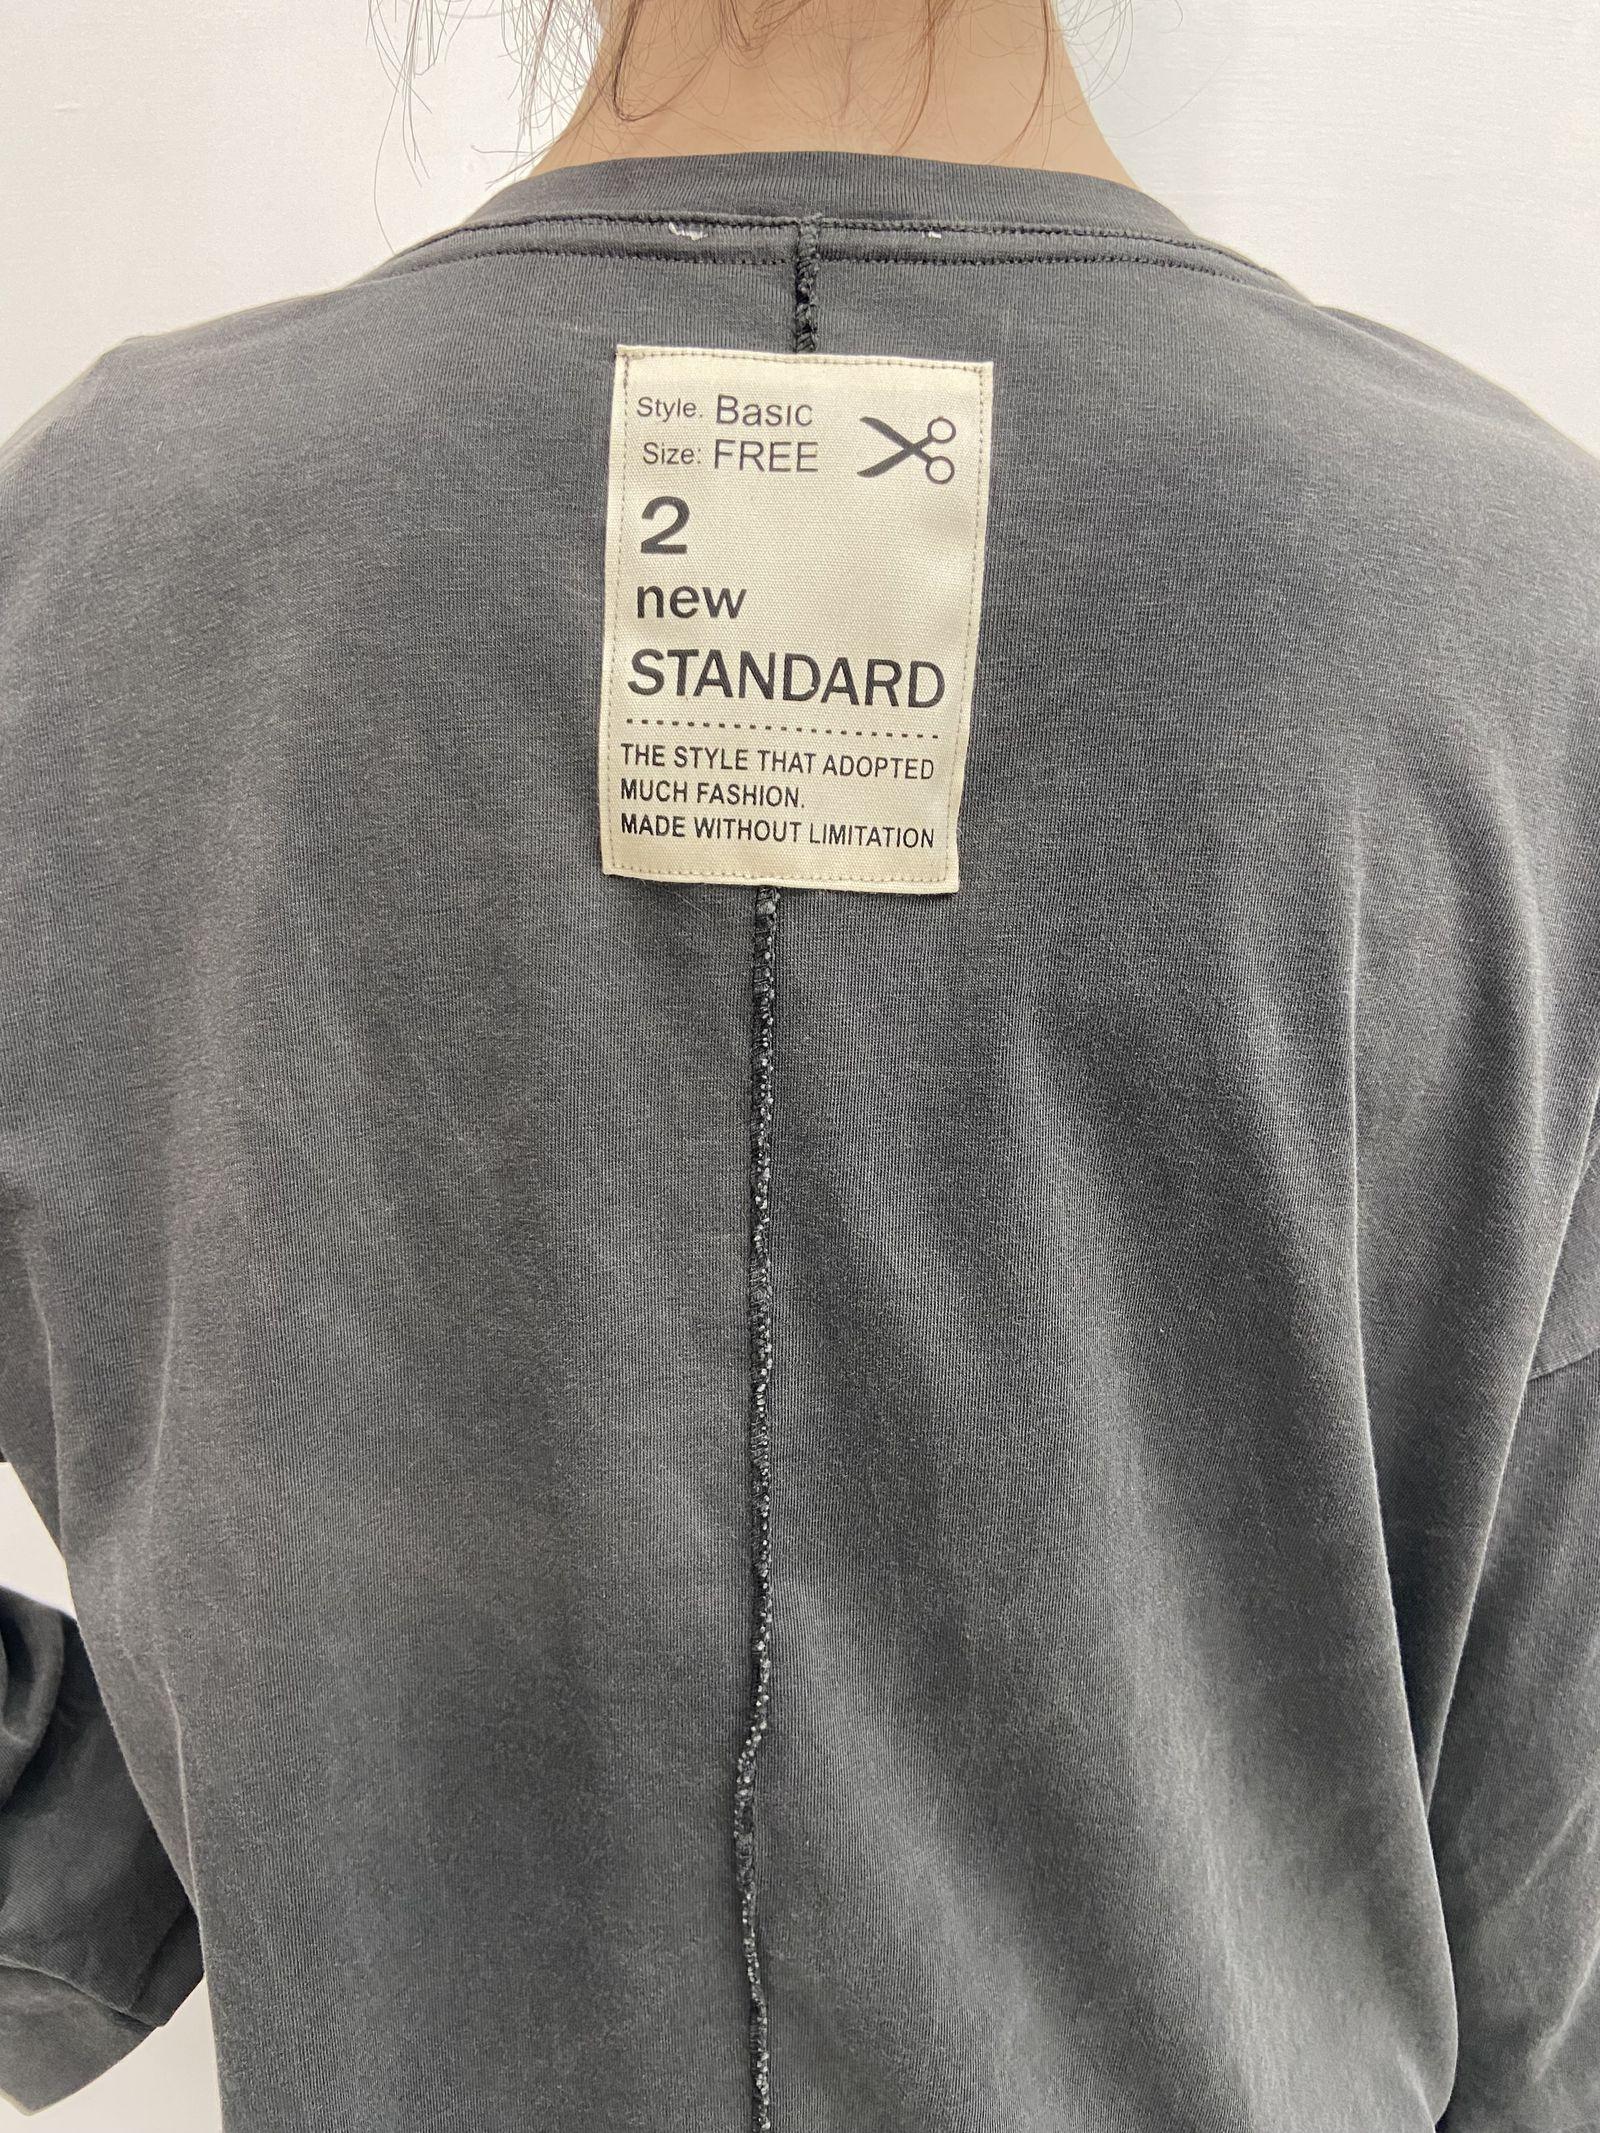 Style. Basic
Size: FREE
2
new
STANDARD
THE STYLE THAT ADOPTED
MUCH FASHION.
MADE WITHOUT LIMITATION